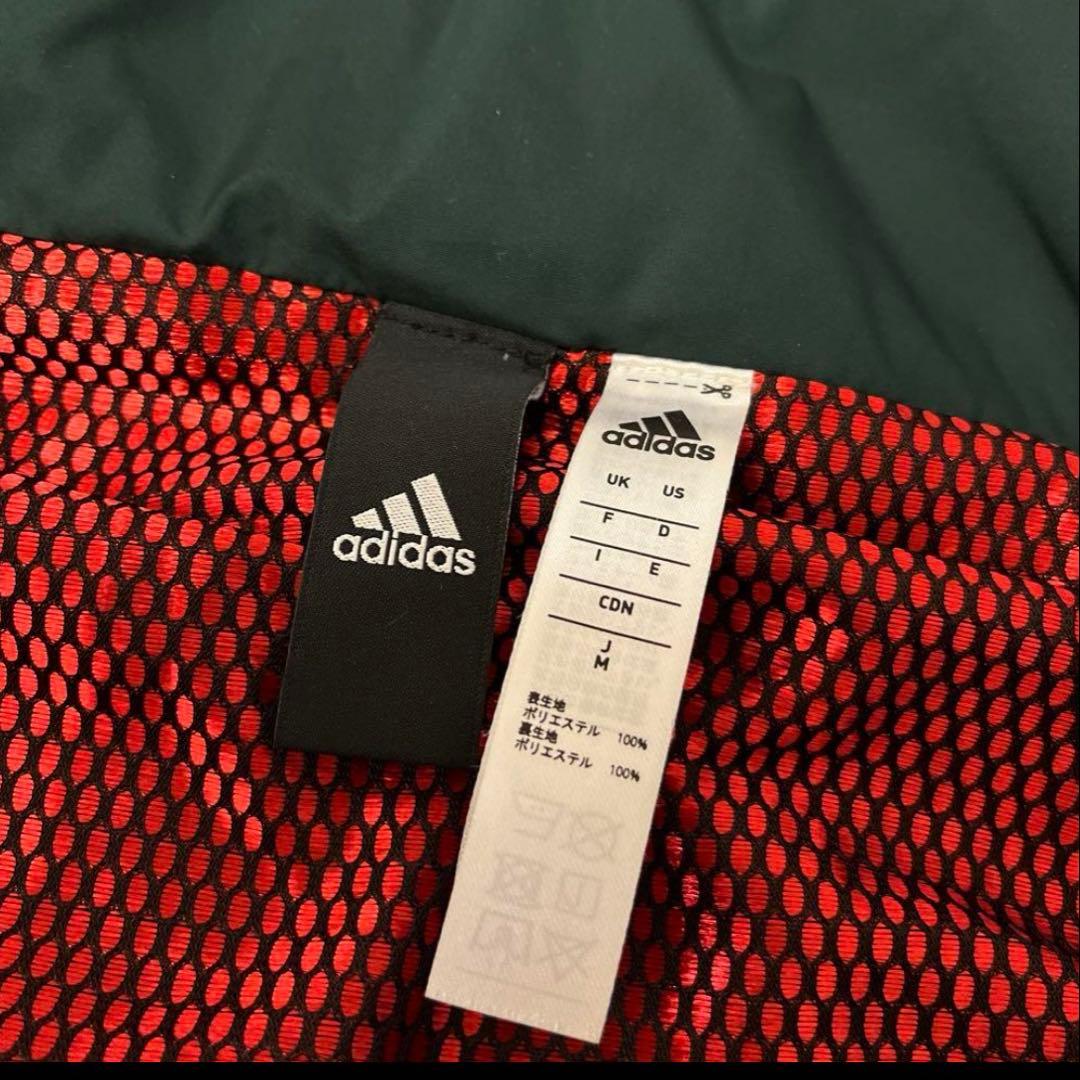 adidas
adidas
UK US
F D
I E
CDN
J
M
表生地
ポリエステル 100%
裏生地
ポリエステル 100%